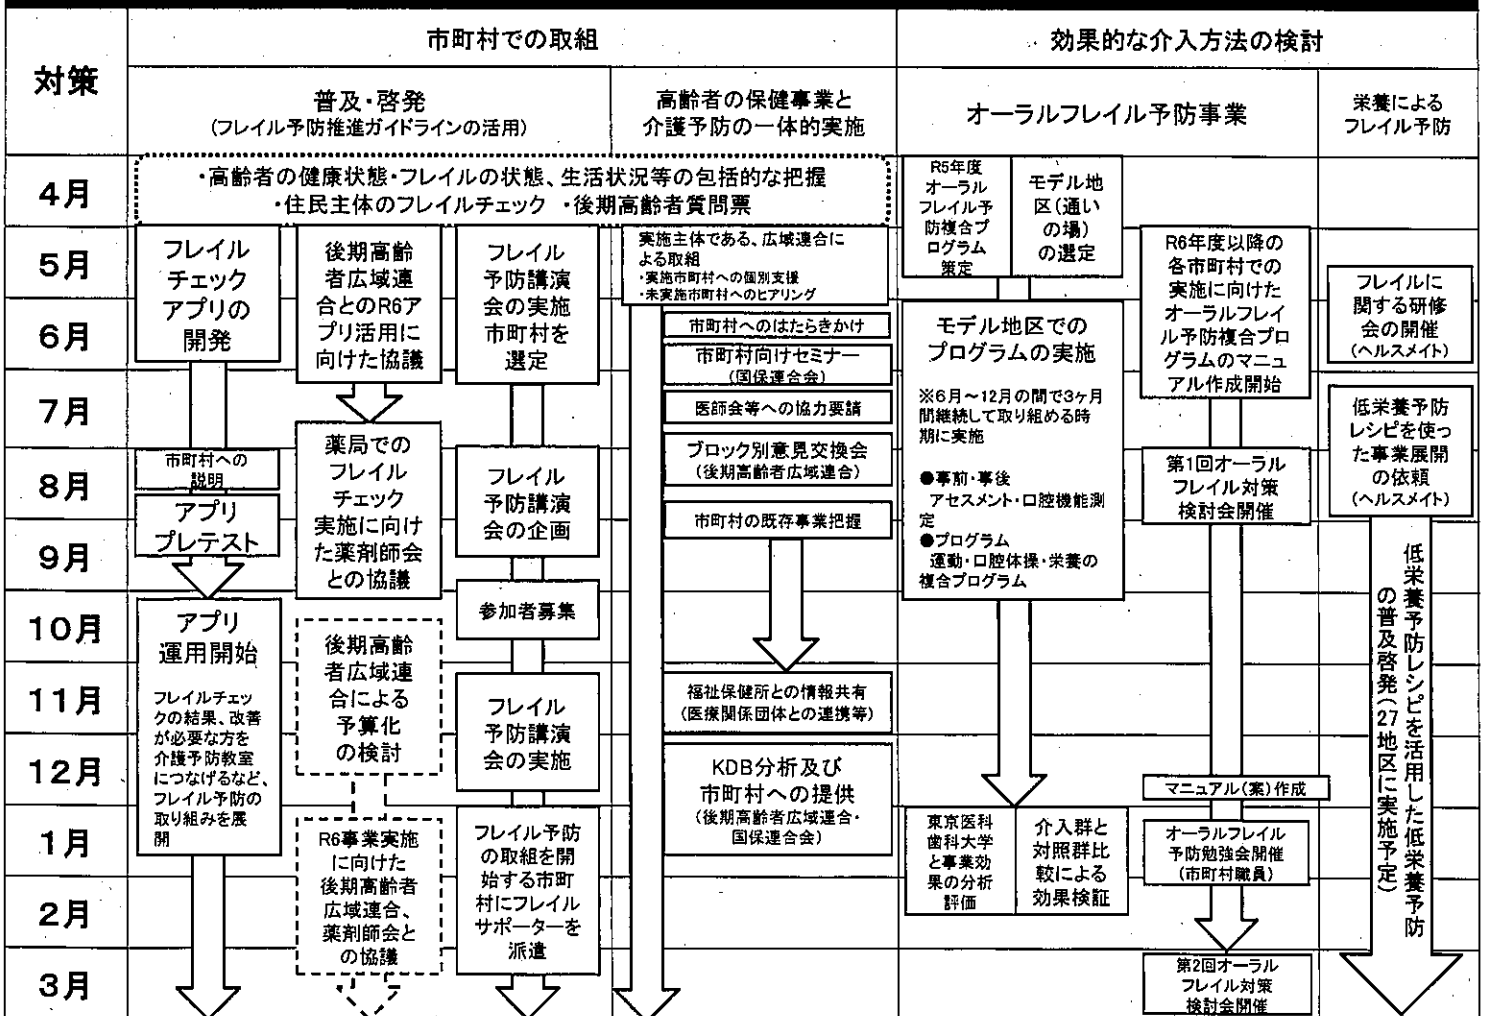 対策
市町村での取組
効果的な介入方法の検討
普及・啓発
(フレイル予防推進ガイドラインの活用)
高齢者の保健事業と
介護予防の一体的実施
オーラルフレイル予防事業
栄養による
フレイル予防
4月
5月
6月
7月
8月
9月
10月
11月
12月
1月
2月
3月
・高齢者の健康状態・フレイルの状態、生活状況等の包括的な把握
・住民主体のフレイルチェック ・後期高齢者質問票
フレイル
チェック
アプリの
開発
市町村への
説明
アプリ
プレテスト
アプリ
運用開始
フレイルチェッ
クの結果、改善
が必要な方を
介護予防教室
につなげるなど、
フレイル予防の
取り組みを展
開
後期高齢
者広域連
合とのR6ア
プリ活用に
向けた協議
薬局での
フレイル
チェック
実施に向け
た薬剤師会
との協議
後期高齢
者広域連
合による
予算化
の検討
R6事業実施
に向けた
後期高齢者
広域連合、
薬剤師会と
の協議
フレイル
予防講演
会の実施
市町村を
選定
フレイル
予防講演
会の企画
参加者募集
フレイル
予防講演
会の実施
フレイル予防
の取組を開
始する市町
村にフレイル
サポーターを
派遣
実施主体である、広域連合に
よる取組
・実施市町村への個別支援
・未実施市町村へのヒアリング
市町村へのはたらきかけ
市町村向けセミナー
(国保連合会)
医師会等への協力要請
ブロック別意見交換会
(後期高齢者広域連合)
市町村の既存事業把握
福祉保健所との情報共有
(医療関係団体との連携等)
KDB分析及び
市町村への提供
(後期高齢者広域連合・
国保連合会)
R5年度
オーラル
フレイル予
防複合プ
ログラム
策定
モデル地
区(通い
の場)
の選定
モデル地区での
プログラムの実施
※6月～12月の間で3ヶ月
間継続して取り組める時
期に実施
●事前・事後
アセスメント・口腔機能測
定
●プログラム
運動・口腔体操・栄養の
複合プログラム
東京医科
歯科大学
と事業効
果の分析
評価
介入群と
対照群比
較による
効果検証
R6年度以降の
各市町村での
実施に向けた
オーラルフレイ
ル予防複合プロ
グラムのマニュ
アル作成開始
第1回オーラル
フレイル対策
検討会開催
マニュアル(案)作成
オーラルフレイル
予防勉強会開催
(市町村職員)
第2回オーラル
フレイル対策
検討会開催
フレイルに
関する研修
会の開催
(ヘルスメイト)
低栄養予防
レシピを使っ
た事業展開
の依頼
(ヘルスメイト)
低栄養予防レシピを活用した低栄養予防
の普及啓発(27地区に実施予定)